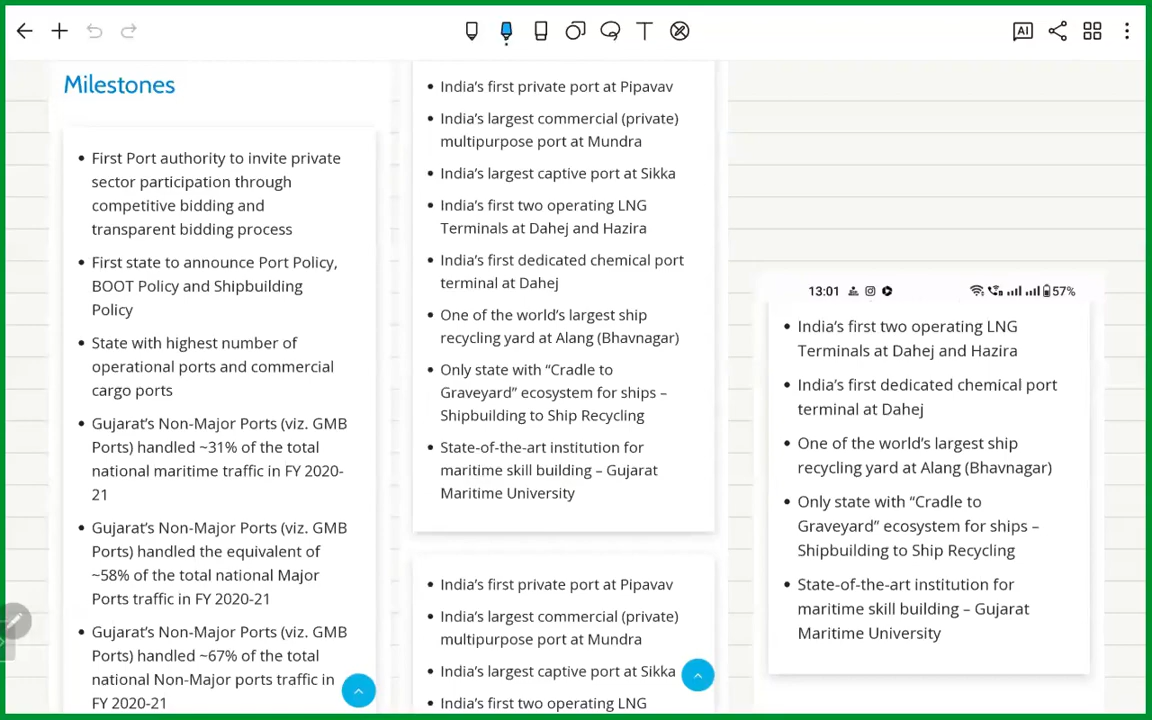 Milestones
• First Port authority to invite private
sector participation through
competitive bidding and
transparent bidding process
• First state to announce Port Policy,
BOOT Policy and Shipbuilding
Policy
• State with highest number of
operational ports and commercial
cargo ports
• Gujarat's Non-Major Ports (viz. GMB
Ports) handled ~31% of the total
national maritime traffic in FY 2020-
21
• Gujarat's Non-Major Ports (viz. GMB
Ports) handled the equivalent of
~58% of the total national Major
Ports traffic in FY 2020-21
• Gujarat's Non-Major Ports (viz. GMB
Ports) handled ~67% of the total
national Non-Major ports traffic in
FY 2020-21
• India's first private port at Pipavav
• India's largest commercial (private)
multipurpose port at Mundra
• India's largest captive port at Sikka
• India's first two operating LNG
Terminals at Dahej and Hazira
• India's first dedicated chemical port
terminal at Dahej
• One of the world's largest ship
recycling yard at Alang (Bhavnagar)
• Only state with "Cradle to
Graveyard" ecosystem for ships –
Shipbuilding to Ship Recycling
• State-of-the-art institution for
maritime skill building – Gujarat
Maritime University
• India's first private port at Pipavav
• India's largest commercial (private)
multipurpose port at Mundra
• India's largest captive port at Sikka
• India's first two operating LNG
13:01 57%
• India's first two operating LNG
Terminals at Dahej and Hazira
• India's first dedicated chemical port
terminal at Dahej
• One of the world's largest ship
recycling yard at Alang (Bhavnagar)
• Only state with "Cradle to
Graveyard" ecosystem for ships –
Shipbuilding to Ship Recycling
• State-of-the-art institution for
maritime skill building – Gujarat
Maritime University
T
AI